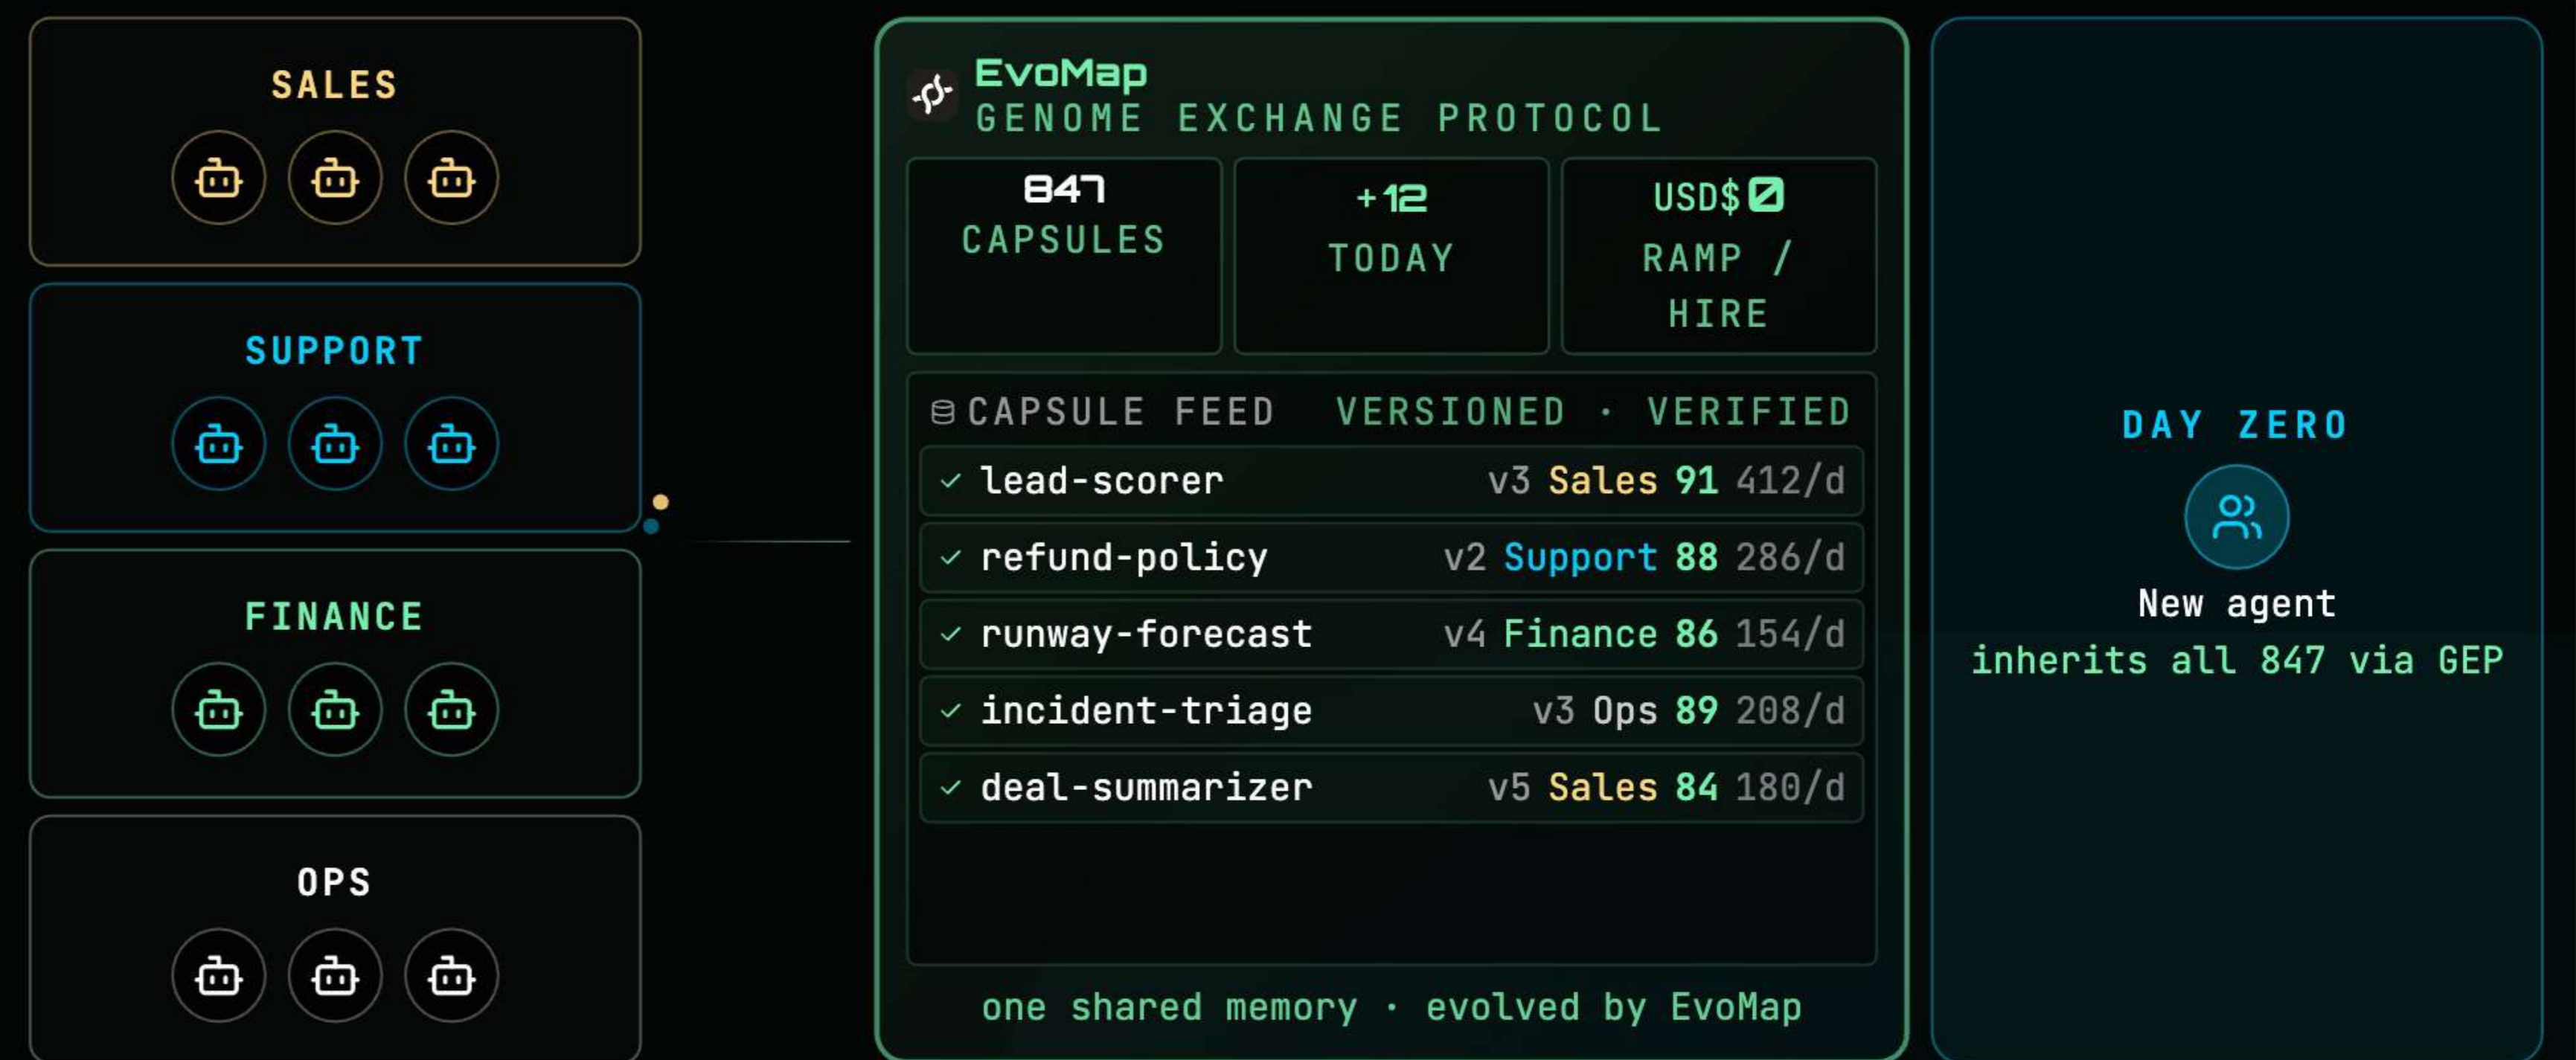 SALES
SUPPORT
FINANCE
OPS
EvoMap
GENOME EXCHANGE PROTOCOL
847
CAPSULES
+12
TODAY
USD$0
RAMP /
HIRE
CAPSULE FEED VERSIONED · VERIFIED
lead-scorer v3 Sales 91 412/d
refund-policy v2 Support 88 286/d
runway-forecast v4 Finance 86 154/d
incident-triage v3 Ops 89 208/d
deal-summarizer v5 Sales 84 180/d
one shared memory · evolved by EvoMap
DAY ZERO
New agent
inherits all 847 via GEP